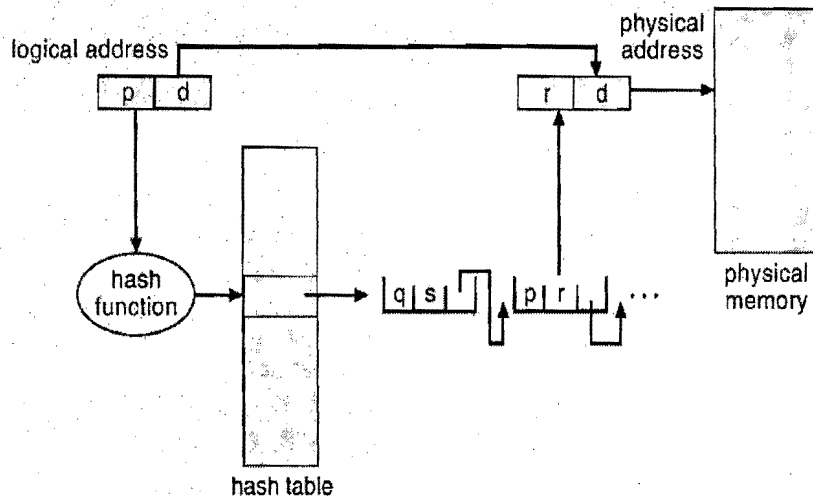 logical address
p d
physical
address
r d
hash
function
q s
p r
...
physical
memory
hash table